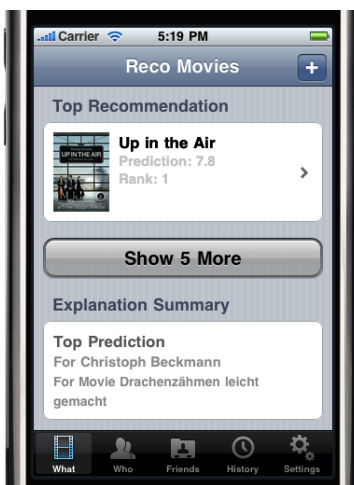 Carrier 5:19 PM
Reco Movies +
Top Recommendation
UP IN THE AIR
Up in the Air
Prediction: 7.8
Rank: 1
Show 5 More
Explanation Summary
Top Prediction
For Christoph Beckmann
For Movie Drachenzähmen leicht
gemacht
What Who Friends History Settings